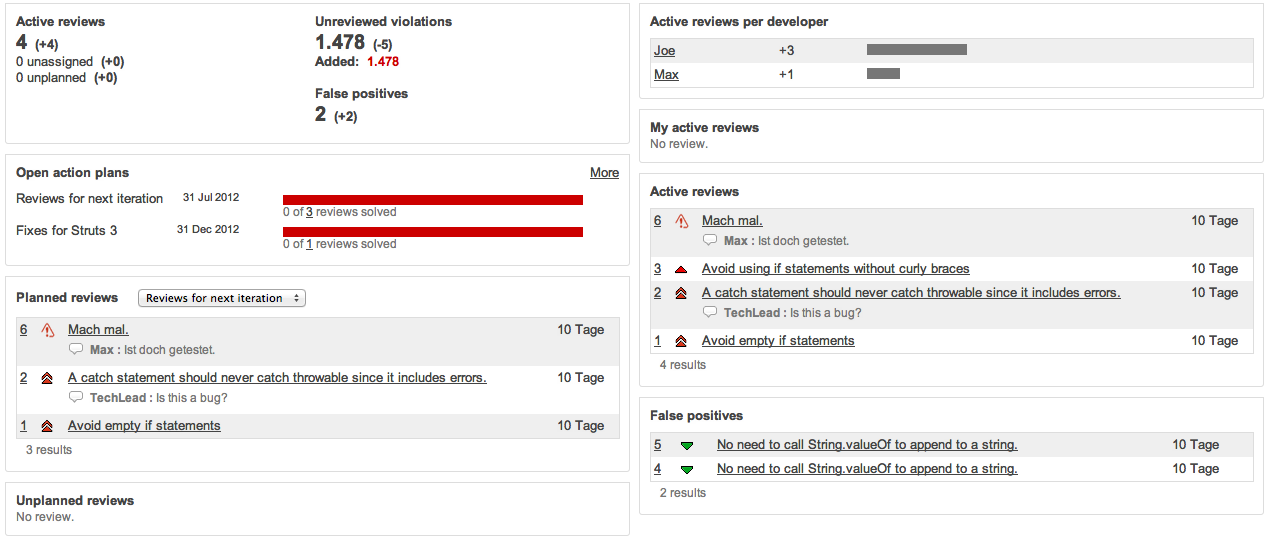 Active reviews
4 (+4)
0 unassigned (+0)
0 unplanned (+0)
Unreviewed violations
1.478 (-5)
Added: 1.478
False positives
2 (+2)
Open action plans More
Reviews for next iteration 31 Jul 2012
0 of 3 reviews solved
Fixes for Struts 3 31 Dec 2012
0 of 1 reviews solved
Planned reviews Reviews for next iteration
6 Mach mal. 10 Tage
Max : Ist doch getestet.
2 A catch statement should never catch throwable since it includes errors. 10 Tage
TechLead : Is this a bug?
1 Avoid empty if statements 10 Tage
3 results
Unplanned reviews
No review.
Active reviews per developer
Joe +3
Max +1
My active reviews
No review.
Active reviews
6 Mach mal. 10 Tage
Max : Ist doch getestet.
3 Avoid using if statements without curly braces 10 Tage
2 A catch statement should never catch throwable since it includes errors. 10 Tage
TechLead : Is this a bug?
1 Avoid empty if statements 10 Tage
4 results
False positives
5 No need to call String.valueOf to append to a string. 10 Tage
4 No need to call String.valueOf to append to a string. 10 Tage
2 results